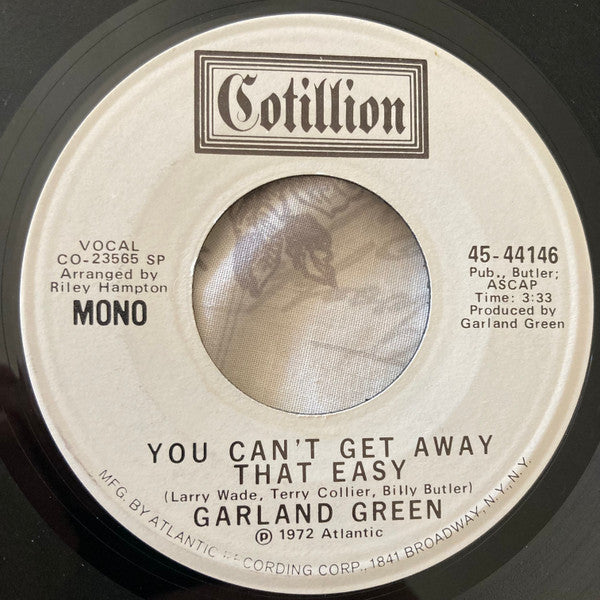 Cotillion
VOCAL
CO-23565 SP
Arranged by
Riley Hampton
MONO
45-44146
Pub., Butler;
ASCAP
Time: 3:33
Produced by
Garland Green
YOU CAN'T GET AWAY
THAT EASY
(Larry Wade, Terry Collier, Billy Butler)
GARLAND GREEN
Ⓟ 1972 Atlantic
MFG. BY ATLANTIC RECORDING CORP., 1841 BROADWAY, N.Y., N.Y.